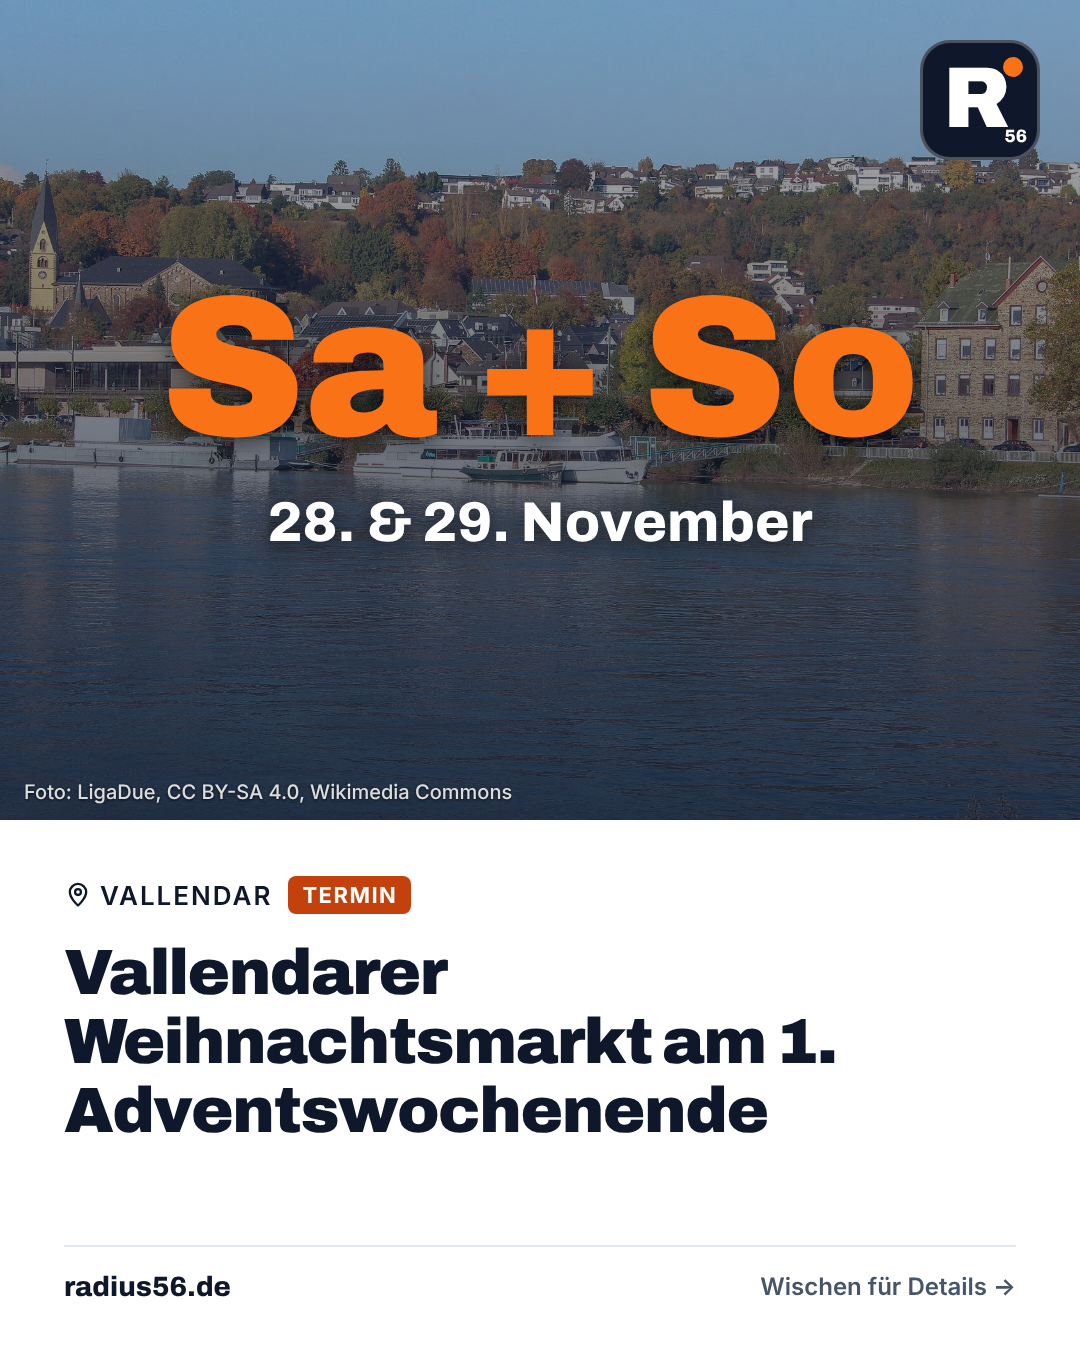 R
56
Sa + So
28. & 29. November
Foto: LigaDue, CC BY-SA 4.0, Wikimedia Commons
VALLENDAR TERMIN
Vallendarer
Weihnachtsmarkt am 1.
Adventswochenende
radius56.de
Wischen für Details →